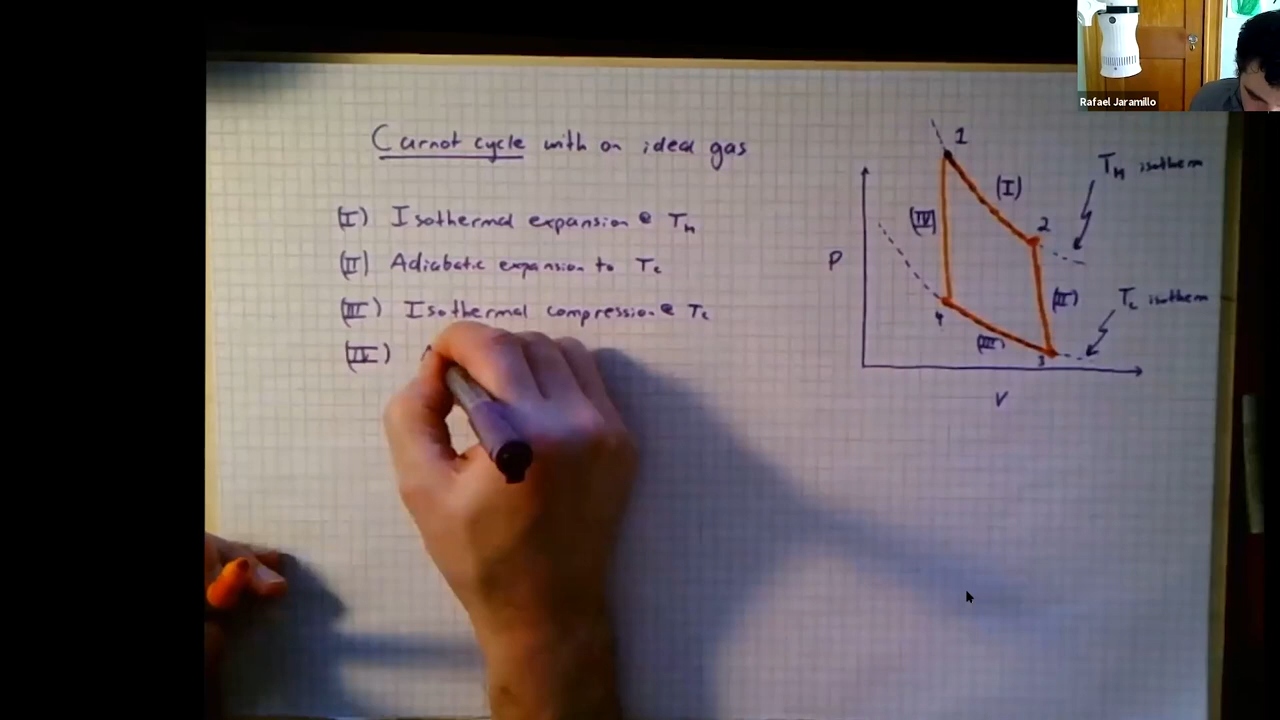 Carnot cycle with an ideal gas
(I) Isothermal expansion @ TH
(II) Adiabatic expansion to Tc
(III) Isothermal compression @ Tc
(IV)
1
(I)
TH isotherm
(IV)
2
P
(II)
Tc isotherm
4
(III)
3
V
Rafael Jaramillo